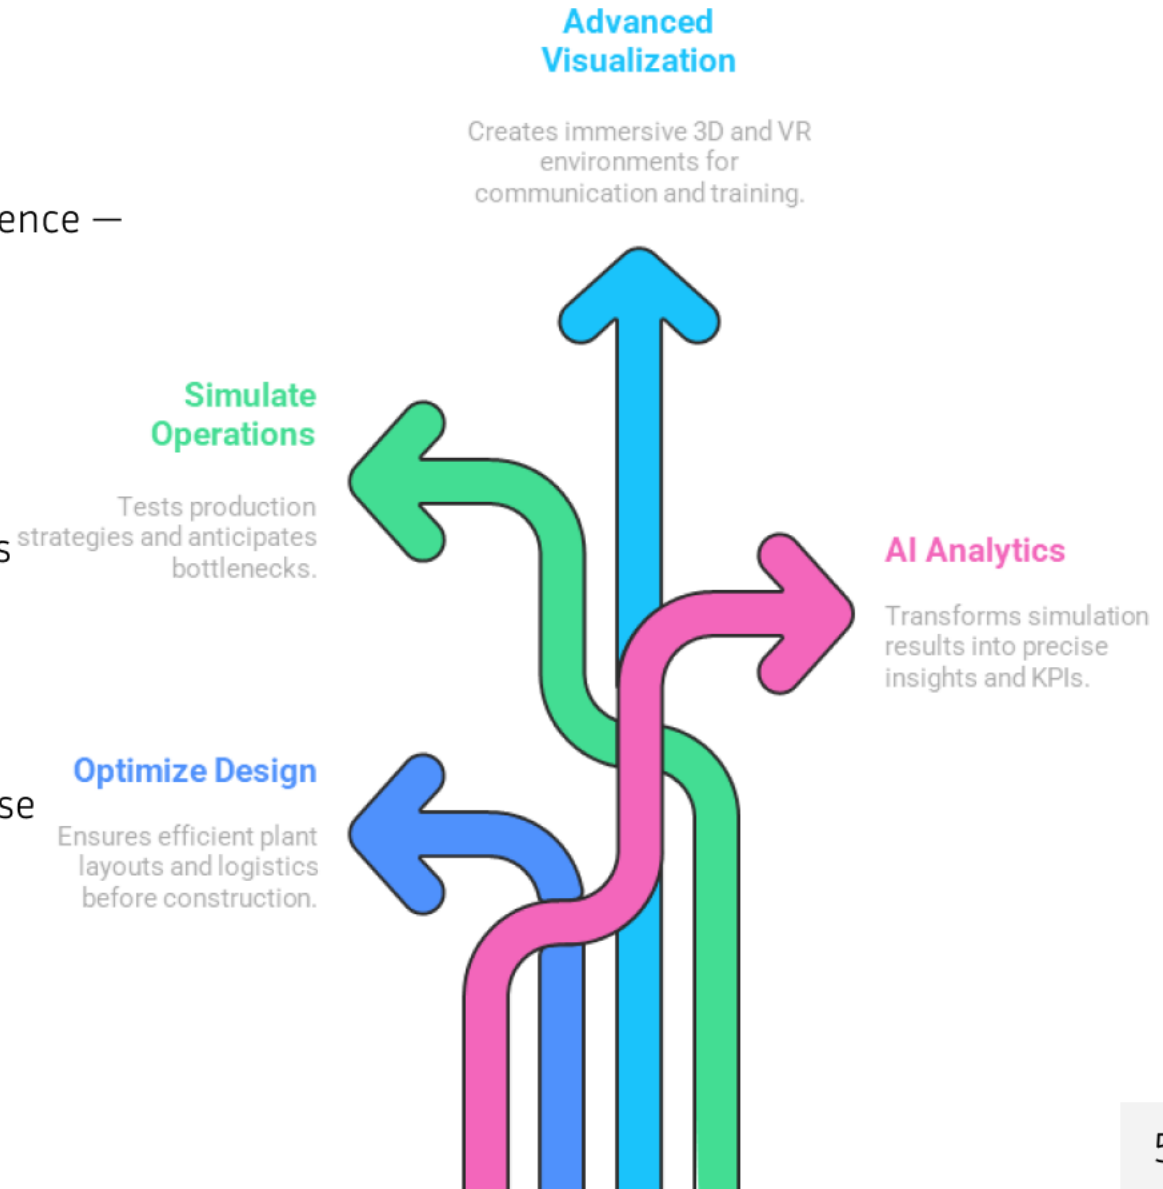 Advanced
Visualization
Creates immersive 3D and VR
environments for
communication and training.
ence —
Simulate
Operations
Tests production
strategies and anticipates
bottlenecks.
s
AI Analytics
Transforms simulation
results into precise
insights and KPIs.
Optimize Design
Ensures efficient plant
layouts and logistics
before construction.
se